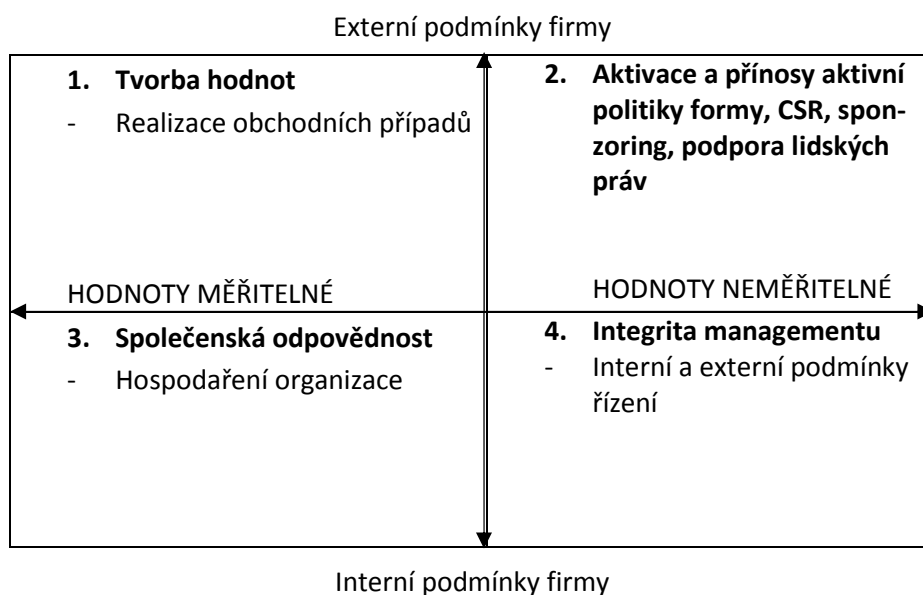 Externí podmínky firmy
1. Tvorba hodnot
- Realizace obchodních případů
2. Aktivace a přínosy aktivní
politiky formy, CSR, spon-
zoring, podpora lidských
práv
HODNOTY MĚŘITELNÉ
HODNOTY NEMĚŘITELNÉ
3. Společenská odpovědnost
- Hospodaření organizace
4. Integrita managementu
- Interní a externí podmínky
řízení
Interní podmínky firmy